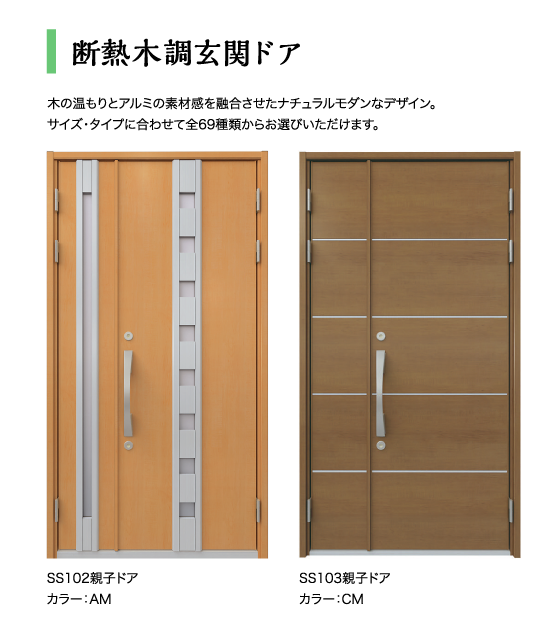 断熱木調玄関ドア
木の温もりとアルミの素材感を融合させたナチュラルモダンなデザイン。
サイズ・タイプに合わせて全69種類からお選びいただけます。
SS102親子ドア
カラー：AM
SS103親子ドア
カラー：CM